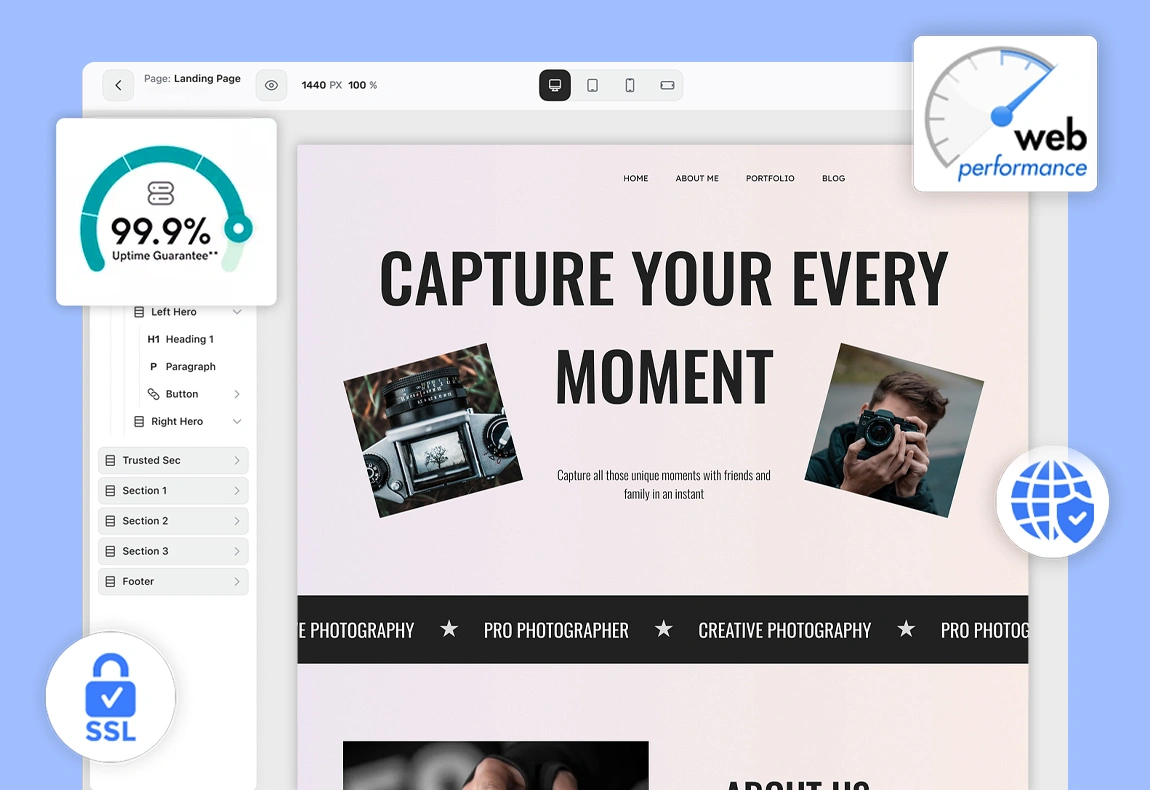 Page: Landing Page
1440 PX 100 %
web
performance
99.9%
Uptime Guarantee**
Left Hero
H1 Heading 1
P Paragraph
Button
Right Hero
Trusted Sec
Section 1
Section 2
Section 3
Footer
SSL
HOME ABOUT ME PORTFOLIO BLOG
CAPTURE YOUR EVERY
MOMENT
Capture all those unique moments with friends and
family in an instant
E PHOTOGRAPHY ★ PRO PHOTOGRAPHER ★ CREATIVE PHOTOGRAPHY ★ PRO PHOTOG
ABOUT US